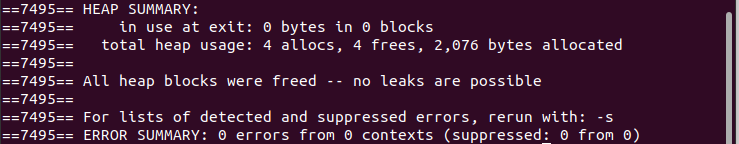 ==7495== HEAP SUMMARY:
==7495==     in use at exit: 0 bytes in 0 blocks
==7495==   total heap usage: 4 allocs, 4 frees, 2,076 bytes allocated
==7495==
==7495== All heap blocks were freed -- no leaks are possible
==7495==
==7495== For lists of detected and suppressed errors, rerun with: -s
==7495== ERROR SUMMARY: 0 errors from 0 contexts (suppressed: 0 from 0)